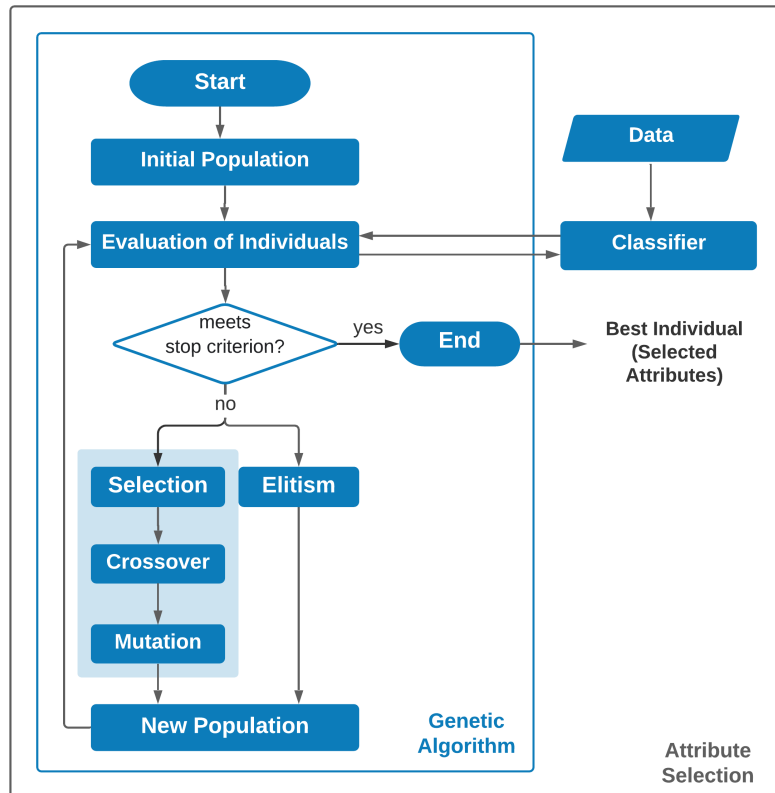 Start
Initial Population
Data
Evaluation of Individuals
Classifier
meets
stop criterion?
yes
End
Best Individual
(Selected
Attributes)
no
Selection
Elitism
Crossover
Mutation
New Population
Genetic
Algorithm
Attribute
Selection